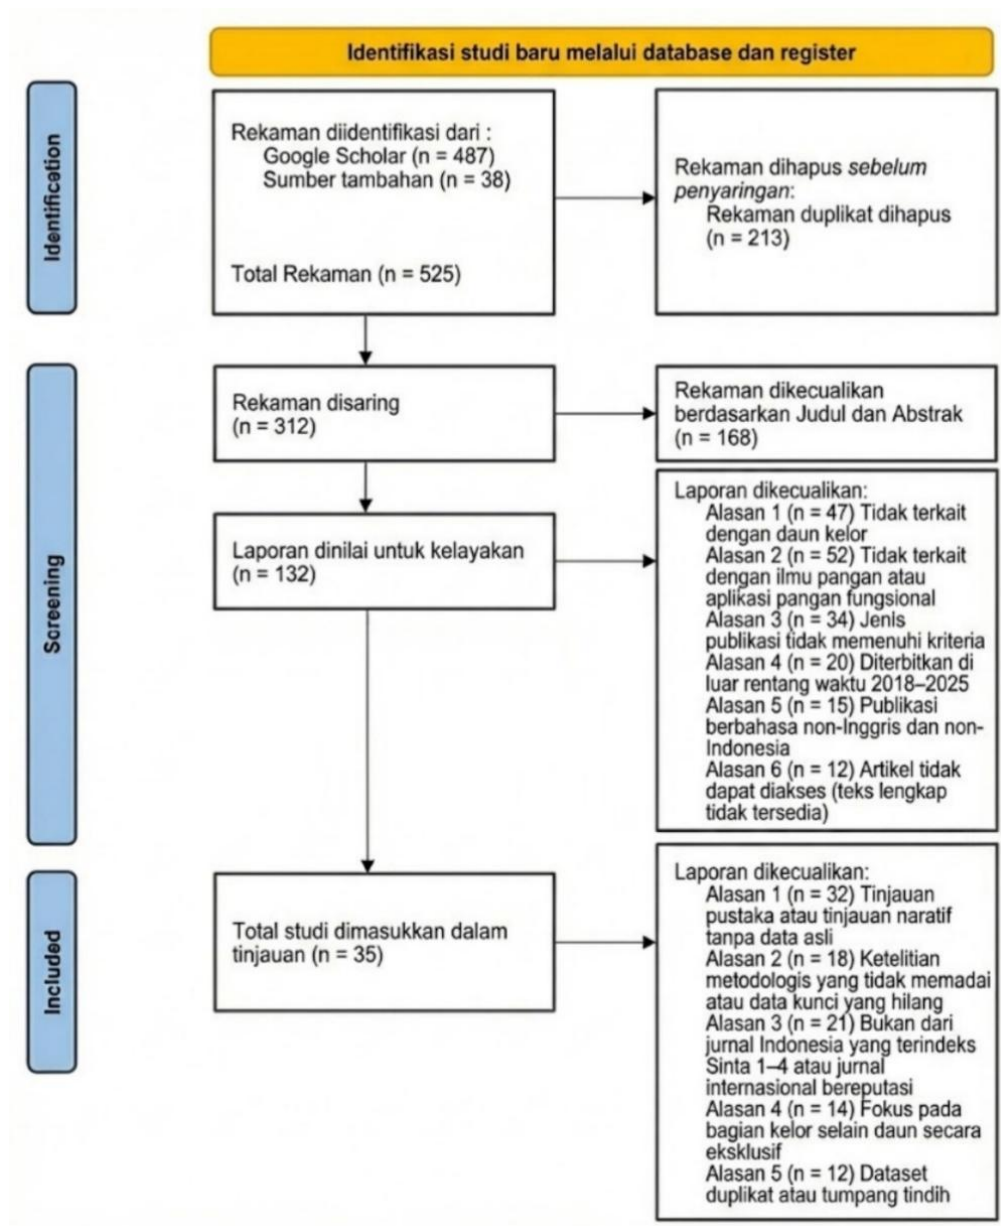 Identifikasi studi baru melalui database dan register
Identification
Rekaman diidentifikasi dari :
Google Scholar (n = 487)
Sumber tambahan (n = 38)
Total Rekaman (n = 525)
Rekaman dihapus sebelum
penyaringan:
Rekaman duplikat dihapus
(n = 213)
Screening
Rekaman disaring
(n = 312)
Rekaman dikecualikan
berdasarkan Judul dan Abstrak
(n = 168)
Laporan dinilai untuk kelayakan
(n = 132)
Laporan dikecualikan:
Alasan 1 (n = 47) Tidak terkait
dengan daun kelor
Alasan 2 (n = 52) Tidak terkait
dengan ilmu pangan atau
aplikasi pangan fungsional
Alasan 3 (n = 34) Jenis
publikasi tidak memenuhi kriteria
Alasan 4 (n = 20) Diterbitkan di
luar rentang waktu 2018–2025
Alasan 5 (n = 15) Publikasi
berbahasa non-Inggris dan non-
Indonesia
Alasan 6 (n = 12) Artikel tidak
dapat diakses (teks lengkap
tidak tersedia)
Included
Total studi dimasukkan dalam
tinjauan (n = 35)
Laporan dikecualikan:
Alasan 1 (n = 32) Tinjauan
pustaka atau tinjauan naratif
tanpa data asli
Alasan 2 (n = 18) Ketelitian
metodologis yang tidak memadai
atau data kunci yang hilang
Alasan 3 (n = 21) Bukan dari
jurnal Indonesia yang terindeks
Sinta 1–4 atau jurnal
internasional bereputasi
Alasan 4 (n = 14) Fokus pada
bagian kelor selain daun secara
eksklusif
Alasan 5 (n = 12) Dataset
duplikat atau tumpang tindih